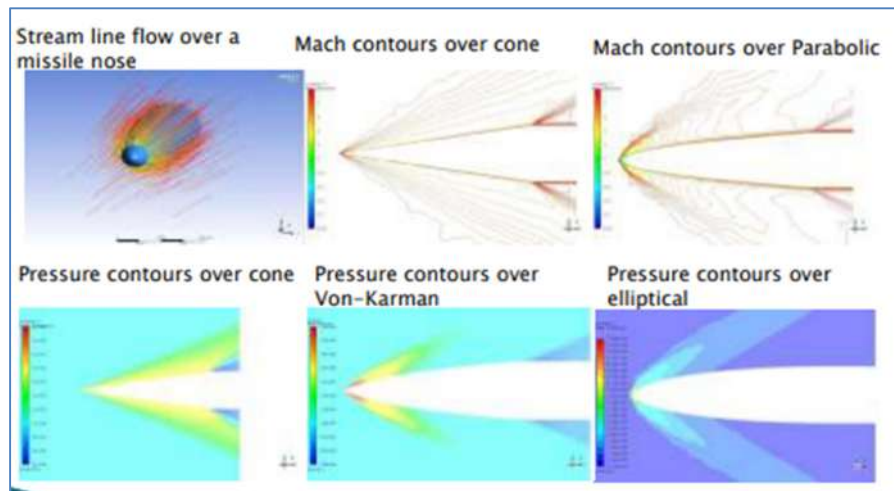 Stream line flow over a
missile nose
Mach contours over cone
Mach contours over Parabolic
Pressure contours over cone
Pressure contours over
Von-Karman
Pressure contours over
elliptical